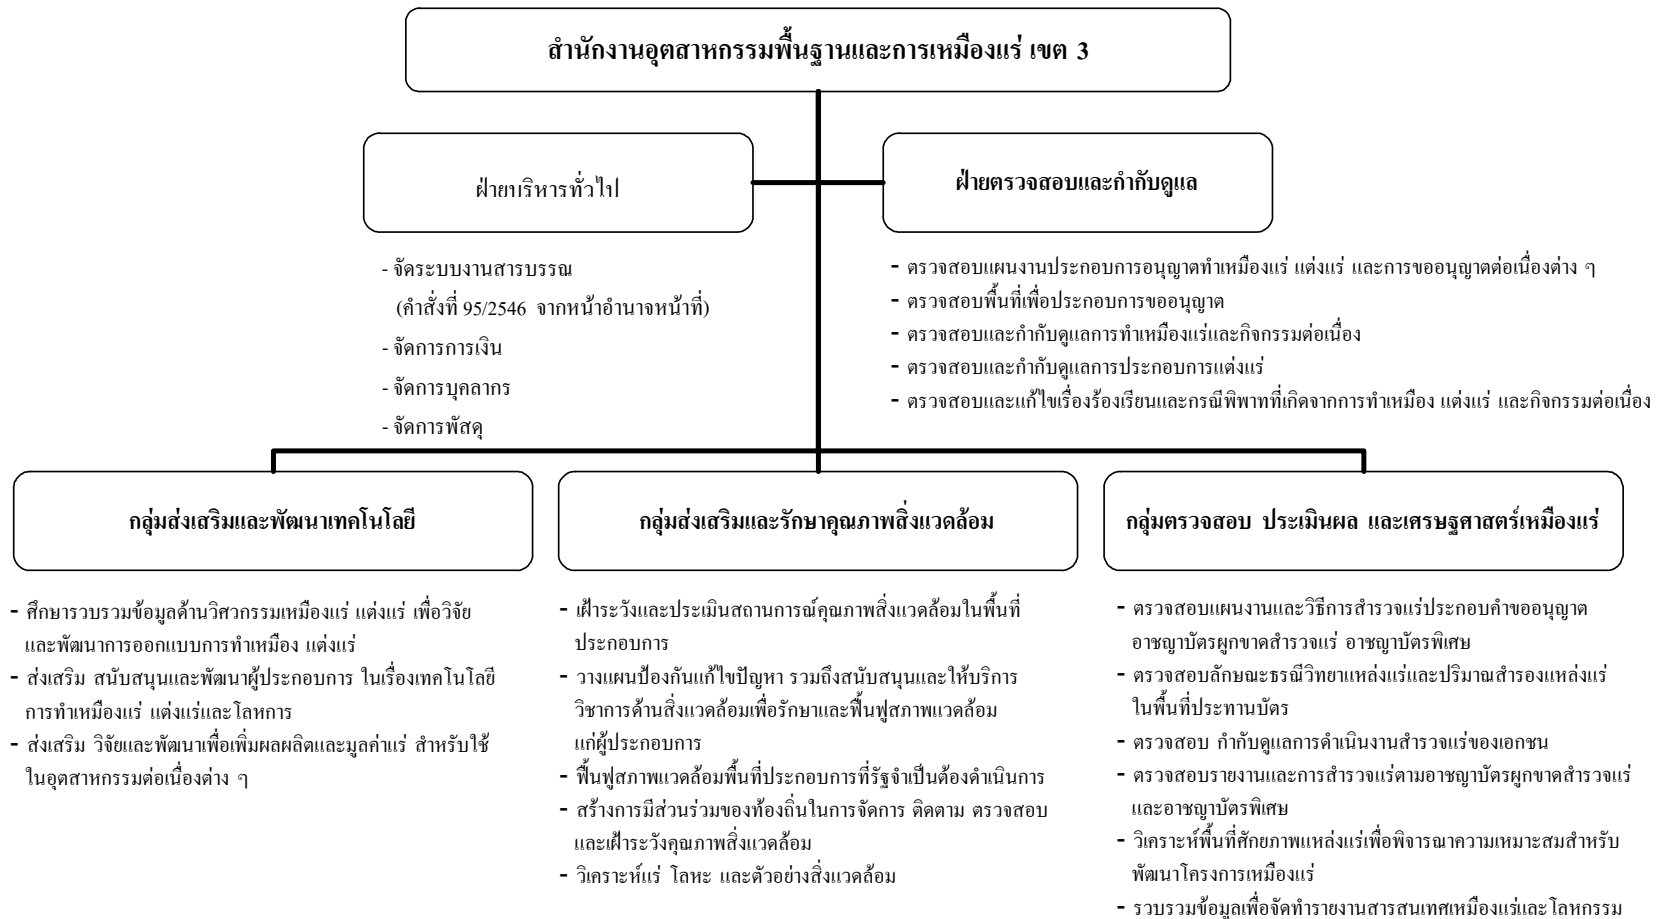 สำนักงานอุตสาหกรรมพื้นฐานและการเหมืองแร่ เขต 3
ฝ่ายบริหารทั่วไป
- จัดระบบงานสารบรรณ
(คำสั่งที่ 95/2546 จากหน้าอำนาจหน้าที่)
- จัดการการเงิน
- จัดการบุคลากร
- จัดการพัสดุ
ฝ่ายตรวจสอบและกำกับดูแล
- ตรวจสอบแผนงานประกอบการอนุญาตทำเหมืองแร่ แต่งแร่ และการขออนุญาตต่อเนื่องต่าง ๆ
- ตรวจสอบพื้นที่เพื่อประกอบการขออนุญาต
- ตรวจสอบและกำกับดูแลการทำเหมืองแร่และกิจกรรมต่อเนื่อง
- ตรวจสอบและกำกับดูแลการประกอบการแต่งแร่
- ตรวจสอบและแก้ไขเรื่องร้องเรียนและกรณีพิพาทที่เกิดจากการทำเหมือง แต่งแร่ และกิจกรรมต่อเนื่อง
กลุ่มส่งเสริมและพัฒนาเทคโนโลยี
- ศึกษารวบรวมข้อมูลด้านวิศวกรรมเหมืองแร่ แต่งแร่ เพื่อวิจัย
และพัฒนาการออกแบบการทำเหมือง แต่งแร่
- ส่งเสริม สนับสนุนและพัฒนาผู้ประกอบการ ในเรื่องเทคโนโลยี
การทำเหมืองแร่ แต่งแร่และโลหการ
- ส่งเสริม วิจัยและพัฒนาเพื่อเพิ่มผลผลิตและมูลค่าแร่ สำหรับใช้
ในอุตสาหกรรมต่อเนื่องต่าง ๆ
กลุ่มส่งเสริมและรักษาคุณภาพสิ่งแวดล้อม
- เฝ้าระวังและประเมินสถานการณ์คุณภาพสิ่งแวดล้อมในพื้นที่
ประกอบการ
- วางแผนป้องกันแก้ไขปัญหา รวมถึงสนับสนุนและให้บริการ
วิชาการด้านสิ่งแวดล้อมเพื่อรักษาและฟื้นฟูสภาพแวดล้อม
แก่ผู้ประกอบการ
- ฟื้นฟูสภาพแวดล้อมพื้นที่ประกอบการที่รัฐจำเป็นต้องดำเนินการ
- สร้างการมีส่วนร่วมของท้องถิ่นในการจัดการ ติดตาม ตรวจสอบ
และเฝ้าระวังคุณภาพสิ่งแวดล้อม
- วิเคราะห์แร่ โลหะ และตัวอย่างสิ่งแวดล้อม
กลุ่มตรวจสอบ ประเมินผล และเศรษฐศาสตร์เหมืองแร่
- ตรวจสอบแผนงานและวิธีการสำรวจแร่ประกอบคำขออนุญาต
อาชญาบัตรผูกขาดสำรวจแร่ อาชญาบัตรพิเศษ
- ตรวจสอบลักษณะธรณีวิทยาแหล่งแร่และปริมาณสำรองแหล่งแร่
ในพื้นที่ประทานบัตร
- ตรวจสอบ กำกับดูแลการดำเนินงานสำรวจแร่ของเอกชน
- ตรวจสอบรายงานและการสำรวจแร่ตามอาชญาบัตรผูกขาดสำรวจแร่
และอาชญาบัตรพิเศษ
- วิเคราะห์พื้นที่ศักยภาพแหล่งแร่เพื่อพิจารณาความเหมาะสมสำหรับ
พัฒนาโครงการเหมืองแร่
- รวบรวมข้อมูลเพื่อจัดทำรายงานสารสนเทศเหมืองแร่และโลหกรรม